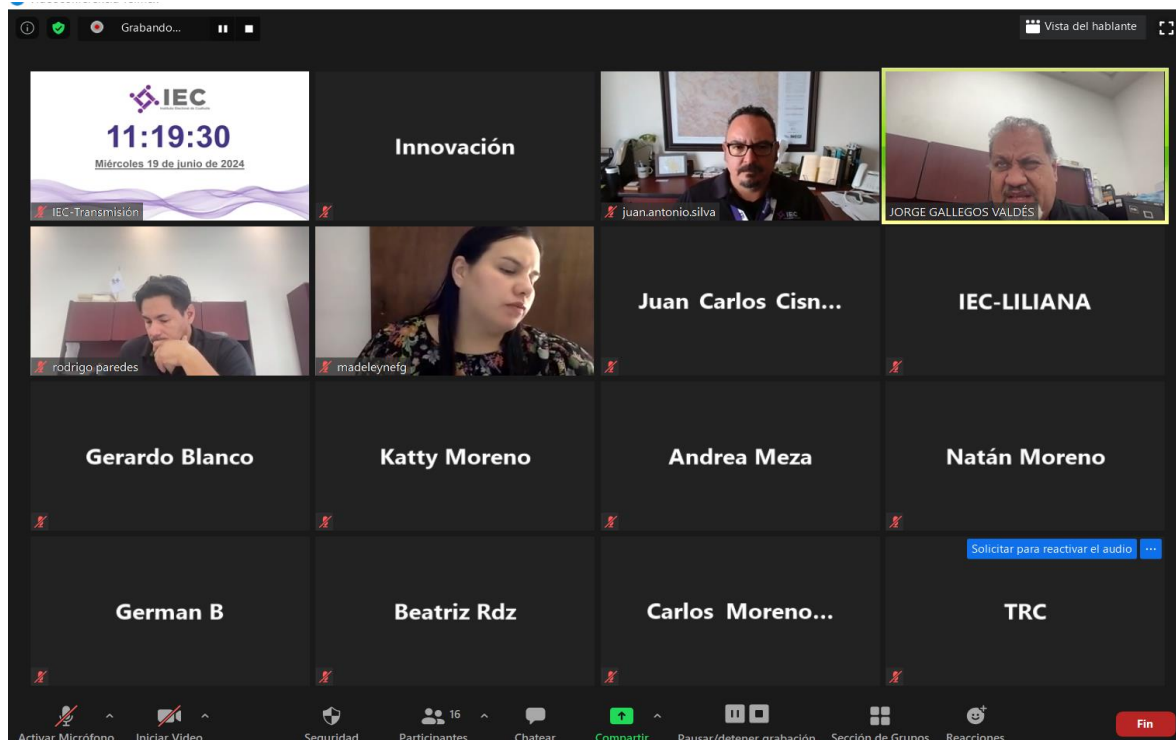 Grabando...
Vista del hablante
IEC
11:19:30
Miércoles 19 de junio de 2024
IEC-Transmisión
Innovación
juan.antonio.silva
IEC
JORGE GALLEGOS VALDÉS
rodrigo paredes
madeleynefg
Juan Carlos Cisn...
IEC-LILIANA
Gerardo Blanco
Katty Moreno
Andrea Meza
Natán Moreno
Solicitar para reactivar el audio
...
German B
Beatriz Rdz
Carlos Moreno...
TRC
Activar Micrófono
Iniciar Video
Seguridad
16
Participantes
Chatear
Compartir
Pausar/detener grabación
Sección de Grupos
Reacciones
Fin